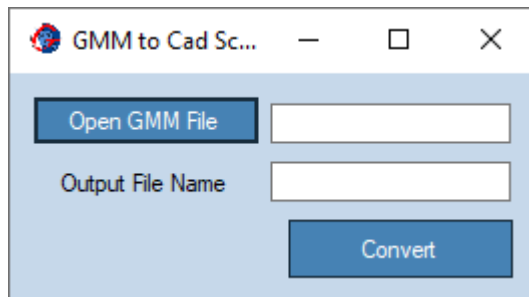 GMM to Cad Sc...
Open GMM File
Output File Name
Convert